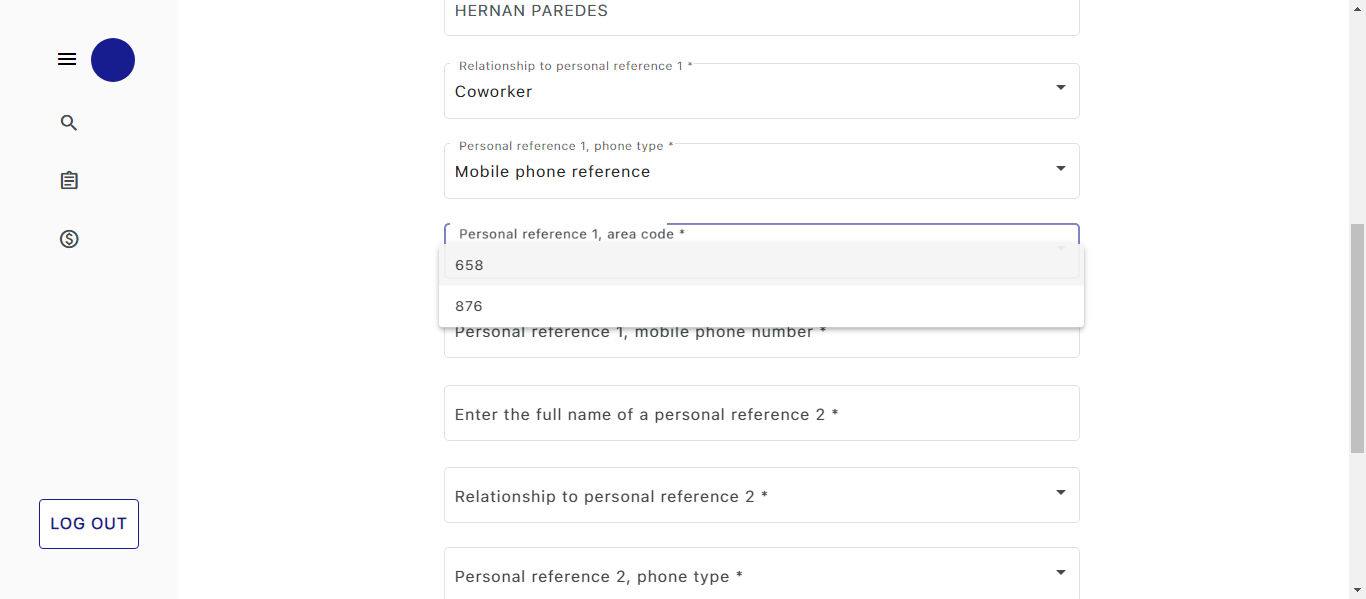 HERNAN PAREDES
Relationship to personal reference 1 *
Coworker
Personal reference 1, phone type *
Mobile phone reference
Personal reference 1, area code *
658
876
Personal reference 1, mobile phone number *
Enter the full name of a personal reference 2 *
Relationship to personal reference 2 *
LOG OUT
Personal reference 2, phone type *